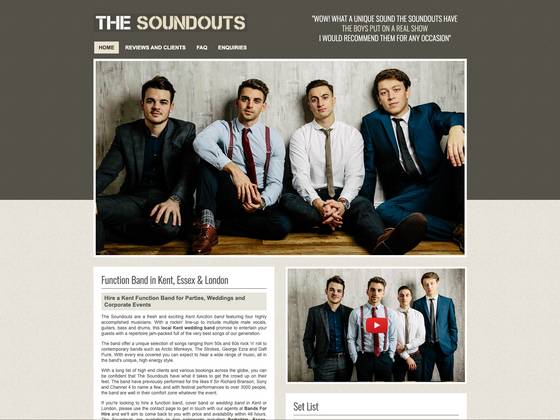 THE SOUNDOUTS
"WOW! WHAT A UNIQUE SOUND THE SOUNDOUTS HAVE
THE BOYS PUT ON A REAL SHOW
I WOULD RECOMMEND THEM FOR ANY OCCASION"
HOME REVIEWS AND CLIENTS FAQ ENQUIRIES
Function Band in Kent, Essex & London
Hire a Kent Function Band for Parties, Weddings and
Corporate Events
The Soundouts are a fresh and exciting Kent function band featuring four highly
accomplished musicians. With a rockin' line-up to include multiple male vocals,
guitars, bass and drums, this local Kent wedding band promise to entertain your
guests with a repertoire jam-packed full of the very best songs of our generation.
The band offer a unique selection of songs ranging from 50s and 60s rock 'n' roll to
contemporary bands such as Arctic Monkeys, The Strokes, George Ezra and Daft
Punk. With every era covered you can expect to hear a wide range of music, all in
the band's unique, high energy style.
With a long list of high-end clients and various bookings across the globe, you can
be confident that The Soundouts have what it takes to get the crowd up on their
feet. The band have previously performed for the likes if Sir Richard Branson, Sony
and Channel 4 to name a few, and with festival performances to over 3000 people,
the band are well in their comfort zone whatever the event.
If you're looking to hire a function band, cover band or wedding band in Kent or
London, please use the contact page to get in touch with our agents at Bands For
Hire and we'll aim to come back to you with price and availability within 48 hours.
Set List